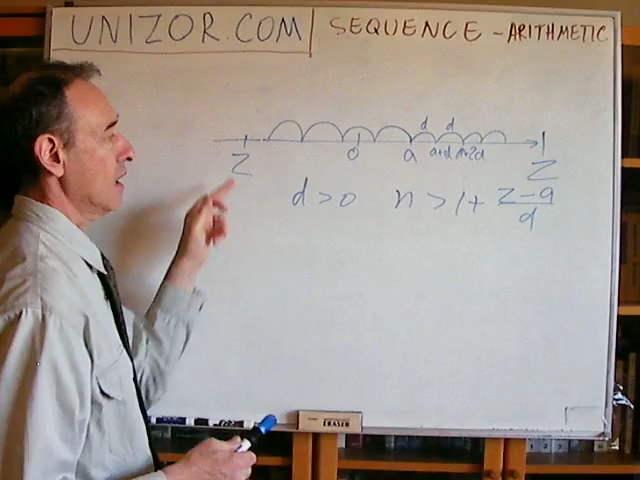 UNIZOR.COM SEQUENCE - ARITHMETIC
d d
Z 0 a a+d a+2d Z
d > 0 n > 1 + Z-a/d
ERASER